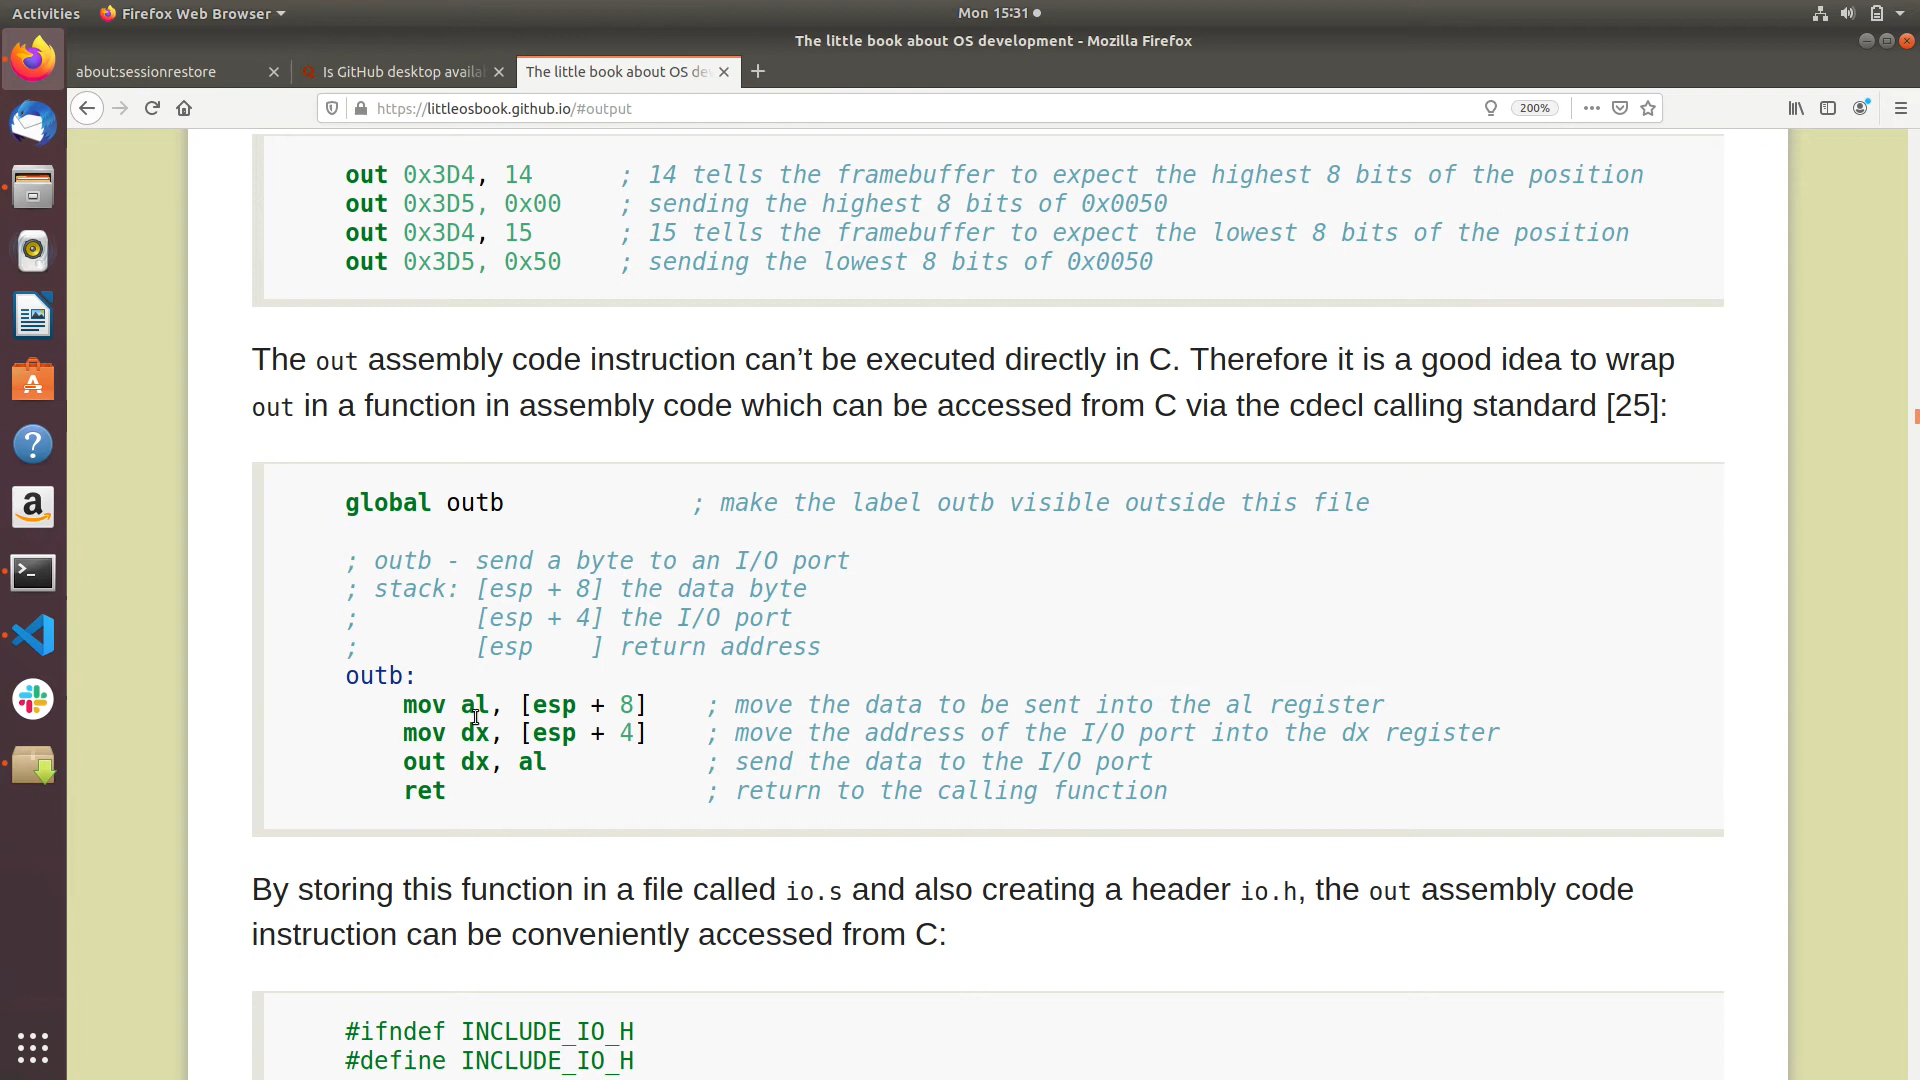 Activities Firefox Web Browser Mon 15:31
The little book about OS development - Mozilla Firefox
about:sessionrestore Is GitHub desktop availa The little book about OS de
https://littleosbook.github.io/#output 200%
out 0x3D4, 14 ; 14 tells the framebuffer to expect the highest 8 bits of the position
out 0x3D5, 0x00 ; sending the highest 8 bits of 0x0050
out 0x3D4, 15 ; 15 tells the framebuffer to expect the lowest 8 bits of the position
out 0x3D5, 0x50 ; sending the lowest 8 bits of 0x0050
The out assembly code instruction can’t be executed directly in C. Therefore it is a good idea to wrap
out in a function in assembly code which can be accessed from C via the cdecl calling standard [25]:
global outb ; make the label outb visible outside this file
; outb - send a byte to an I/O port
; stack: [esp + 8] the data byte
; [esp + 4] the I/O port
; [esp ] return address
outb:
mov al, [esp + 8] ; move the data to be sent into the al register
mov dx, [esp + 4] ; move the address of the I/O port into the dx register
out dx, al ; send the data to the I/O port
ret ; return to the calling function
By storing this function in a file called io.s and also creating a header io.h, the out assembly code
instruction can be conveniently accessed from C:
#ifndef INCLUDE_IO_H
#define INCLUDE_IO_H